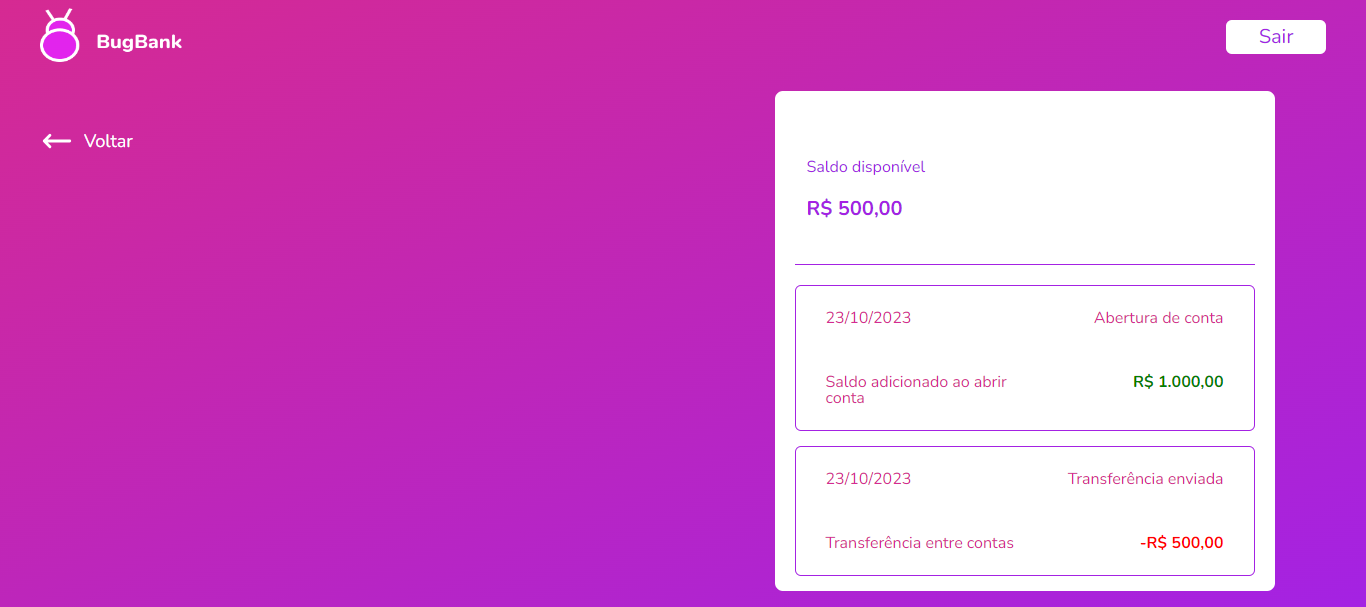 BugBank
Sair
Voltar
Saldo disponível
R$ 500,00
23/10/2023
Abertura de conta
Saldo adicionado ao abrir
conta
R$ 1.000,00
23/10/2023
Transferência enviada
Transferência entre contas
-R$ 500,00